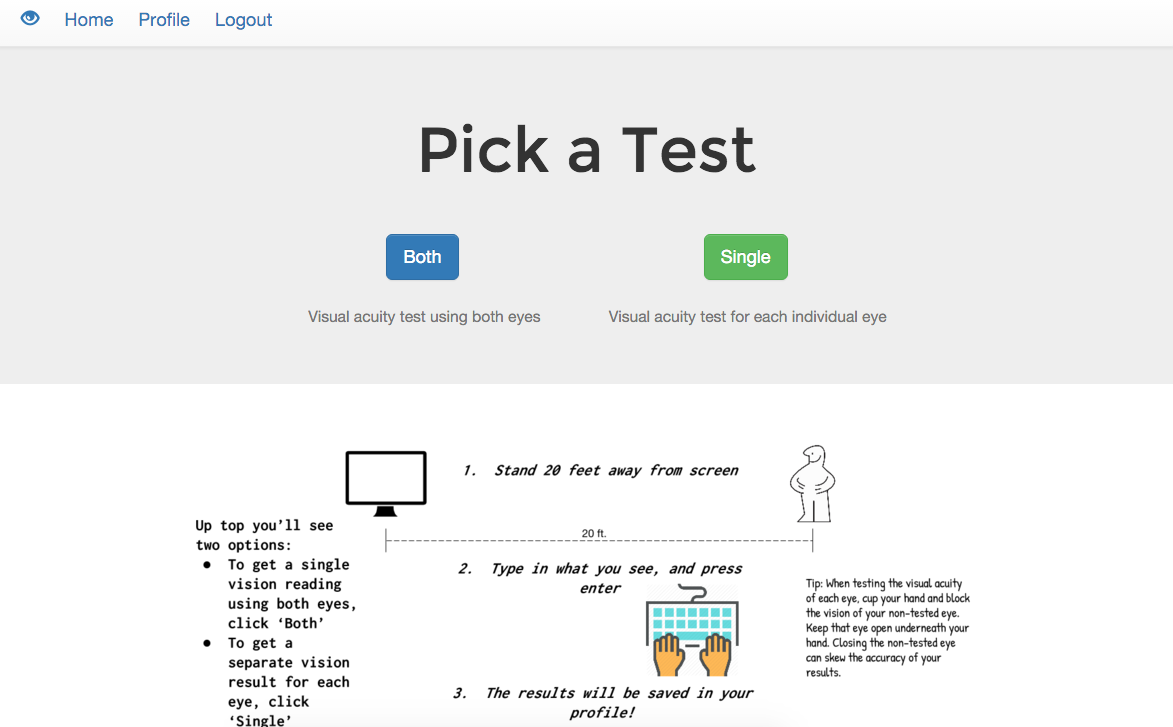 Home Profile Logout
Pick a Test
Both
Single
Visual acuity test using both eyes
Visual acuity test for each individual eye
1. Stand 20 feet away from screen
20 ft.
Up top you'll see
two options:
● To get a single
vision reading
using both eyes,
click ‘Both’
● To get a
separate vision
result for each
eye, click
‘Single’
2. Type in what you see, and press
enter
3. The results will be saved in your
profile!
Tip: When testing the visual acuity
of each eye, cup your hand and block
the vision of your non-tested eye.
Keep that eye open underneath your
hand. Closing the non-tested eye
can skew the accuracy of your
results.